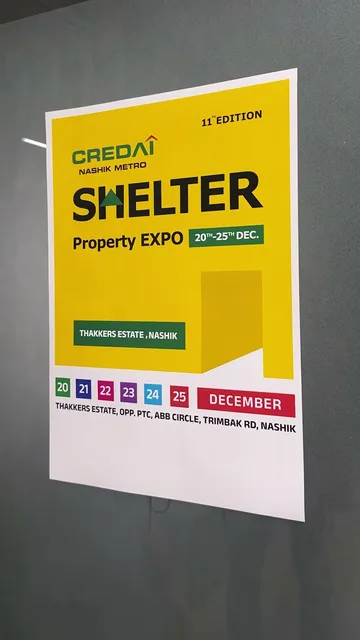 11th EDITION
CREDAI
NASHIK METRO
SHELTER
Property EXPO 20TH-25TH DEC.
THAKKERS ESTATE, NASHIK
20 21 22 23 24 25 DECEMBER
THAKKERS ESTATE, OPP. PTC, ABB CIRCLE, TRIMBAK RD, NASHIK